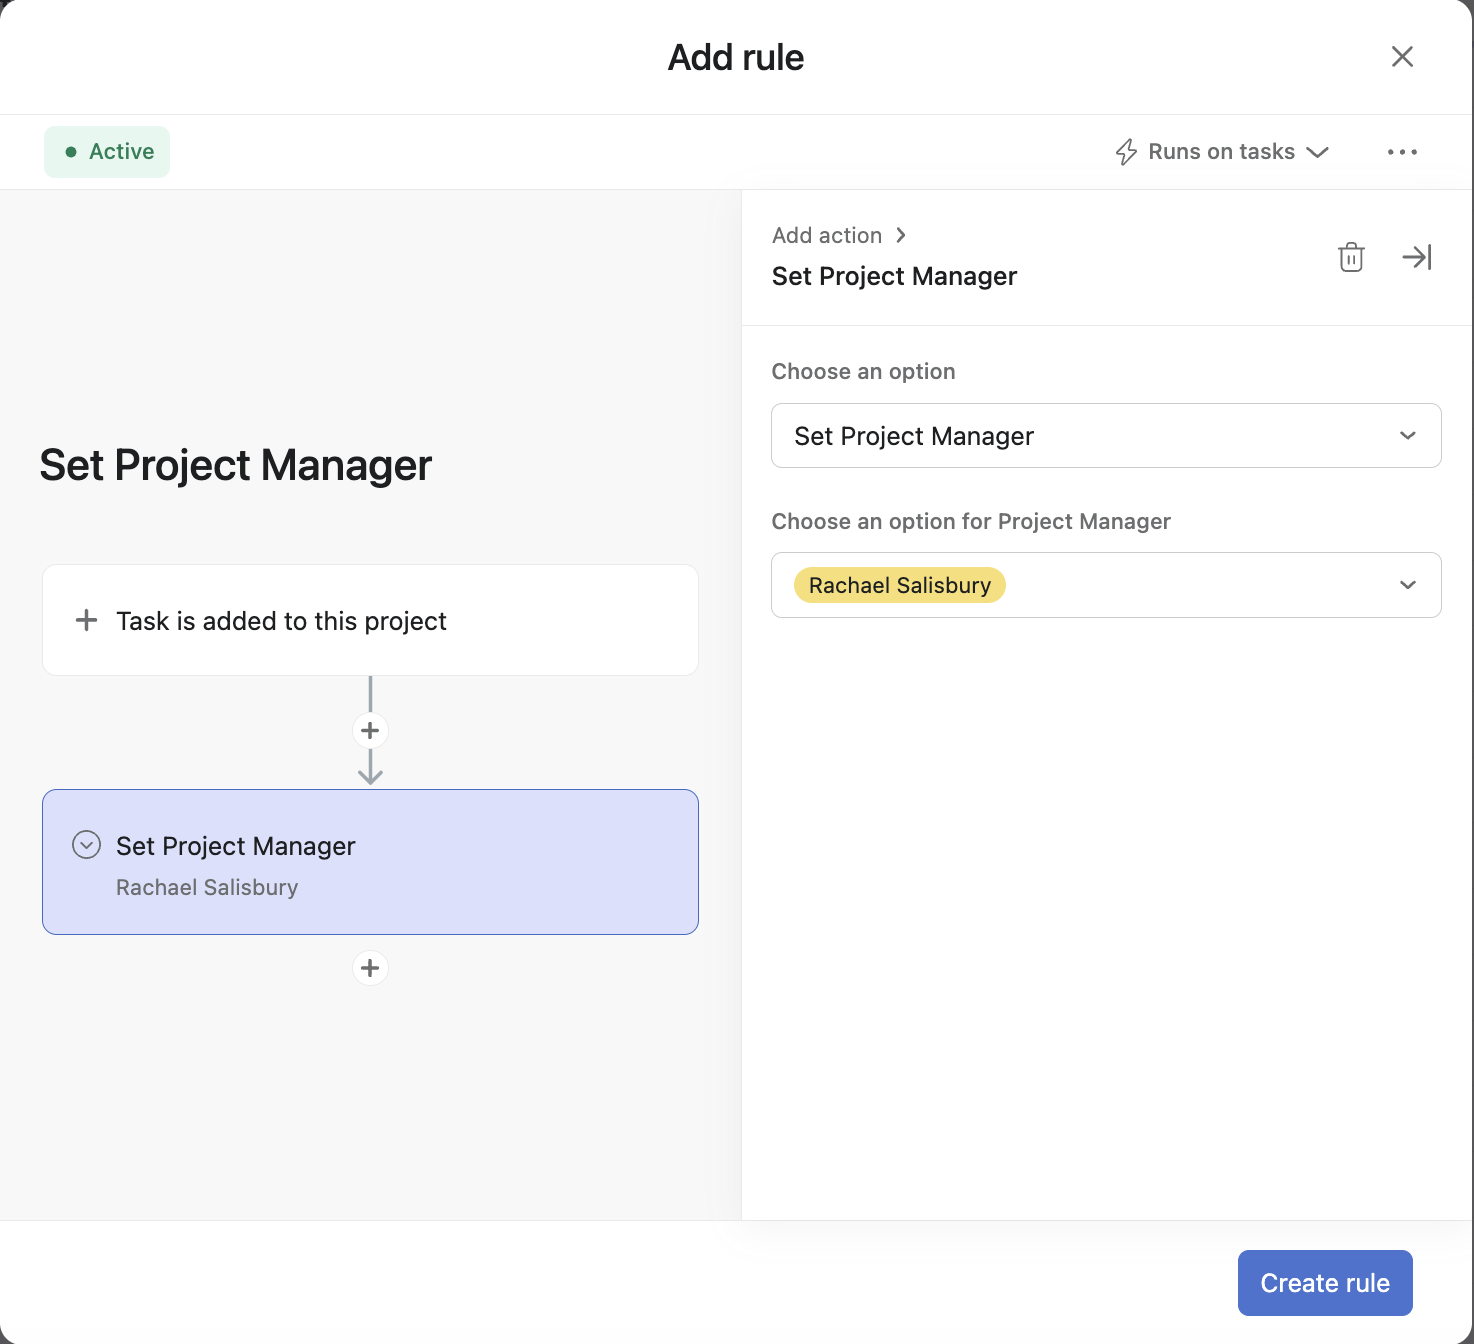 Add rule
Active
Runs on tasks
Add action
Set Project Manager
Choose an option
Set Project Manager
Choose an option for Project Manager
Rachael Salisbury
Set Project Manager
Task is added to this project
Set Project Manager
Rachael Salisbury
Create rule